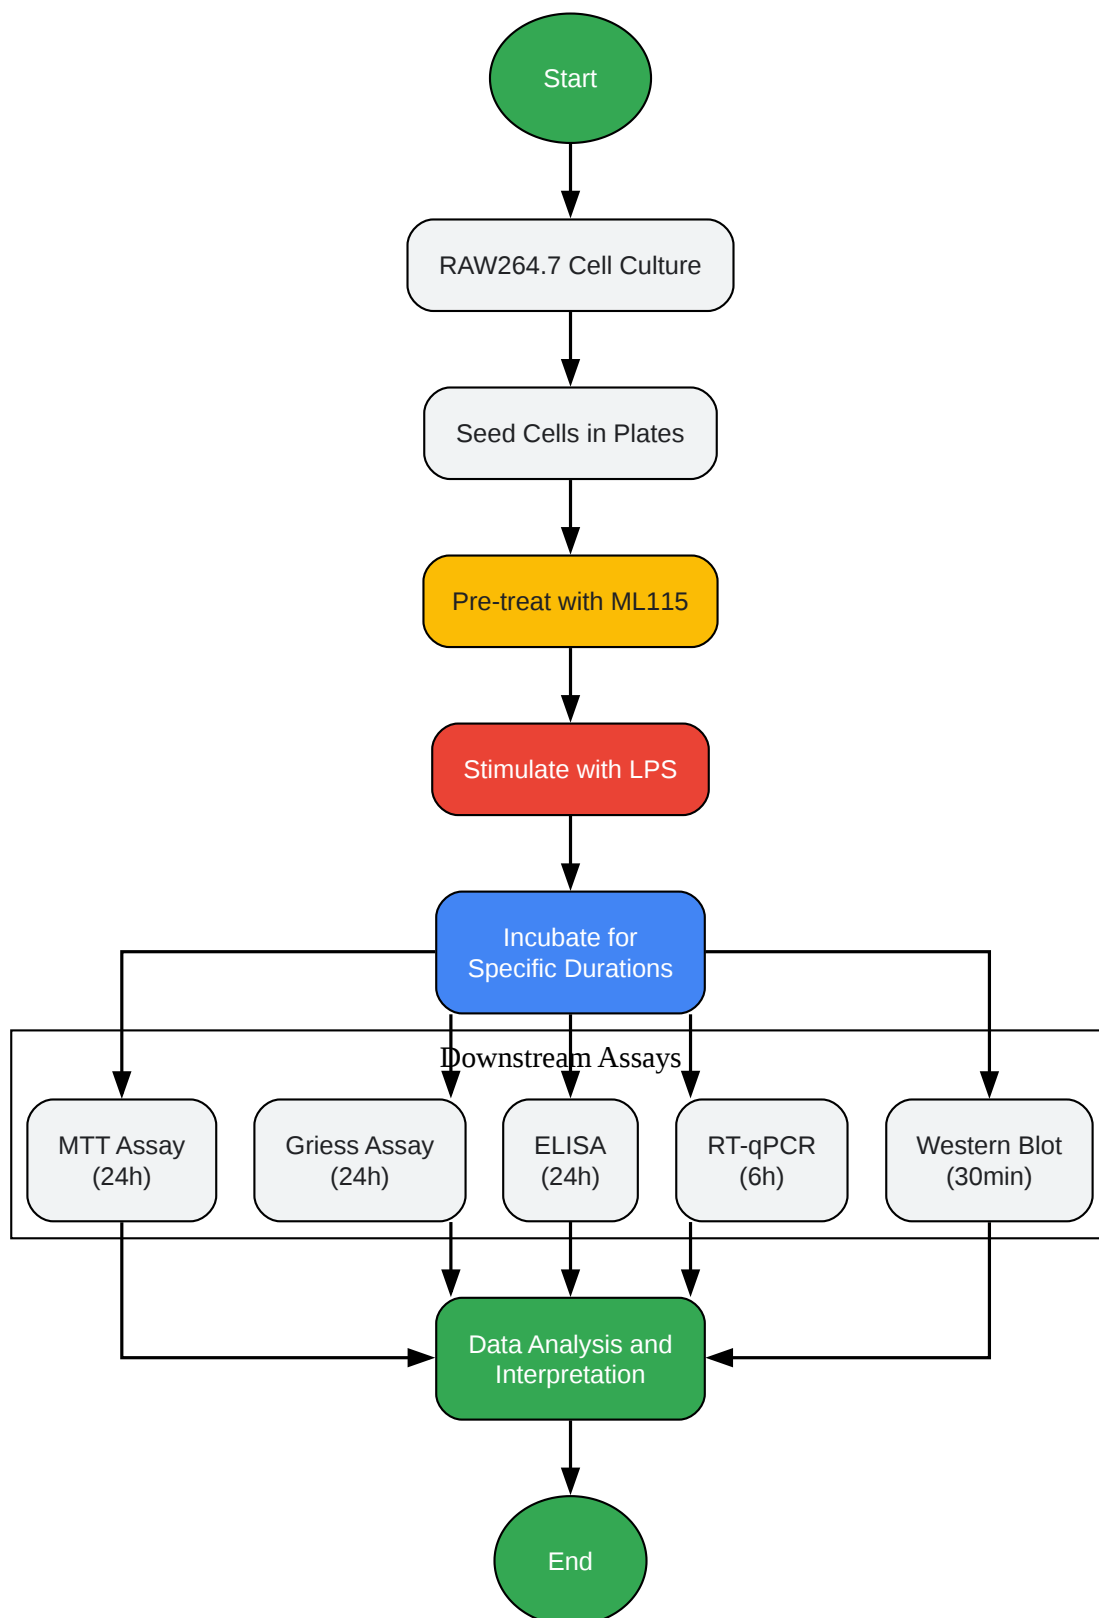 Start
RAW264.7 Cell Culture
Seed Cells in Plates
Pre-treat with ML115
Stimulate with LPS
Incubate for
Specific Durations
Downstream Assays
MTT Assay
(24h)
Griess Assay
(24h)
ELISA
(24h)
RT-qPCR
(6h)
Western Blot
(30min)
Data Analysis and
Interpretation
End